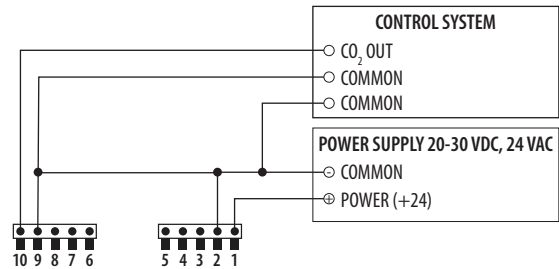 CONTROL SYSTEM
CO₂ OUT
COMMON
COMMON
POWER SUPPLY 20-30 VDC, 24 VAC
- COMMON
+ POWER (+24)
10 9 8 7 6 5 4 3 2 1